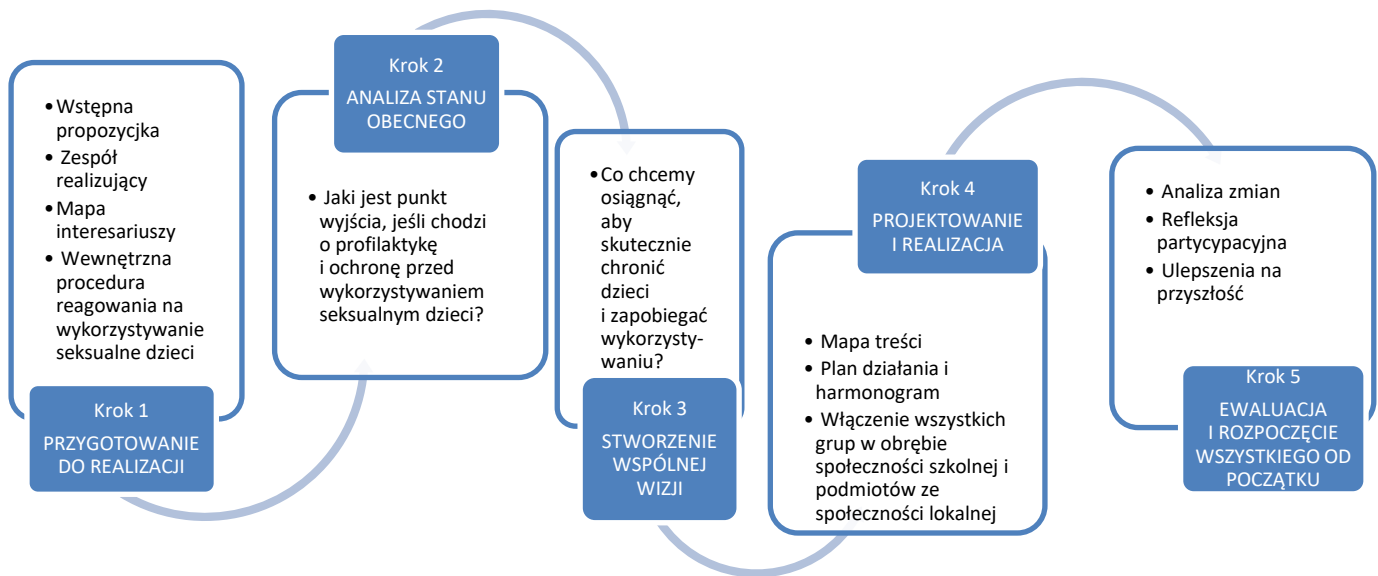 • Wstępna
propozycjka
• Zespół
realizujący
• Mapa
interesariuszy
• Wewnętrzna
procedura
reagowania na
wykorzystywanie
seksualne dzieci
Krok 1
PRZYGOTOWANIE
DO REALIZACJI
Krok 2
ANALIZA STANU
OBECNEGO
• Jaki jest punkt
wyjścia, jeśli chodzi
o profilaktykę
i ochronę przed
wykorzystywaniem
seksualnym dzieci?
• Co chcemy
osiągnąć,
aby
skutecznie
chronić
dzieci
i zapobiegać
wykorzysty-
waniu?
Krok 3
STWORZENIE
WSPÓLNEJ
WIZJI
Krok 4
PROJEKTOWANIE
I REALIZACJA
• Mapa treści
• Plan działania i
harmonogram
• Włączenie wszystkich
grup w obrębie
społeczności szkolnej i
podmiotów ze
społeczności lokalnej
• Analiza zmian
• Refleksja
partycypacyjna
• Ulepszenia na
przyszłość
Krok 5
EWALUACJA
I ROZPOCZĘCIE
WSZYSTKIEGO OD
POCZĄTKU